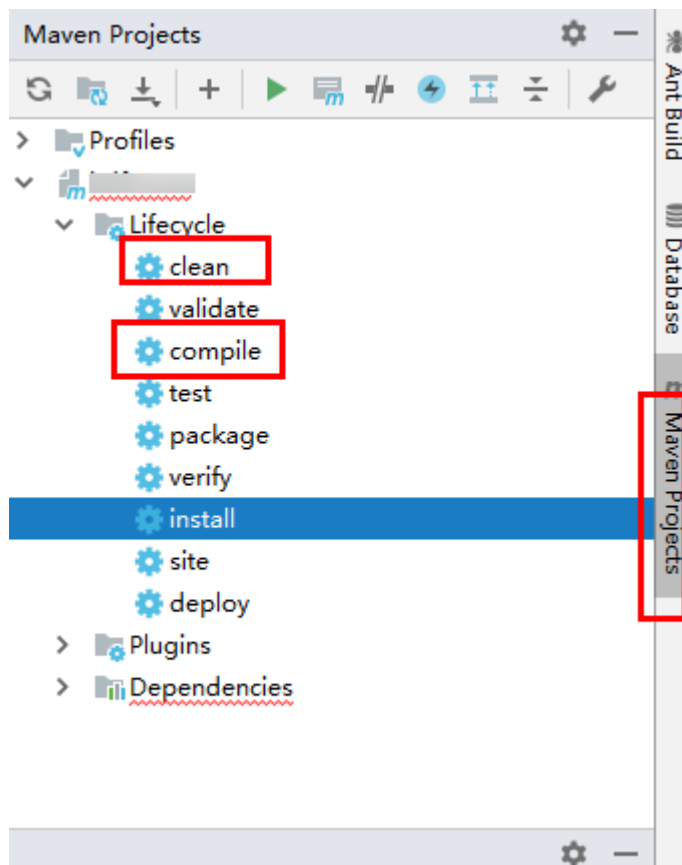 Maven Projects
Profiles
Lifecycle
clean
validate
compile
test
package
verify
install
site
deploy
Plugins
Dependencies
Ant Build
Database
Maven Projects